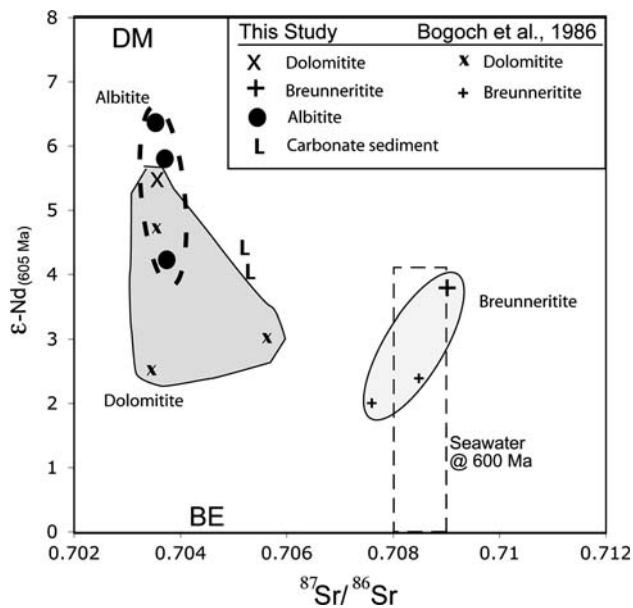 DM
This Study Bogoch et al., 1986
X Dolomitite x Dolomitite
+ Breunneritite + Breunneritite
Albitite
L Carbonate sediment
Albitite
8
7
6
5
4
3
2
1
0
ε-Nd(605 Ma)
X
x
L
L
x
x
+
+
+
Breunneritite
Dolomitite
Seawater
@ 600 Ma
BE
0.702 0.704 0.706 0.708 0.71 0.712
87Sr/ 86Sr